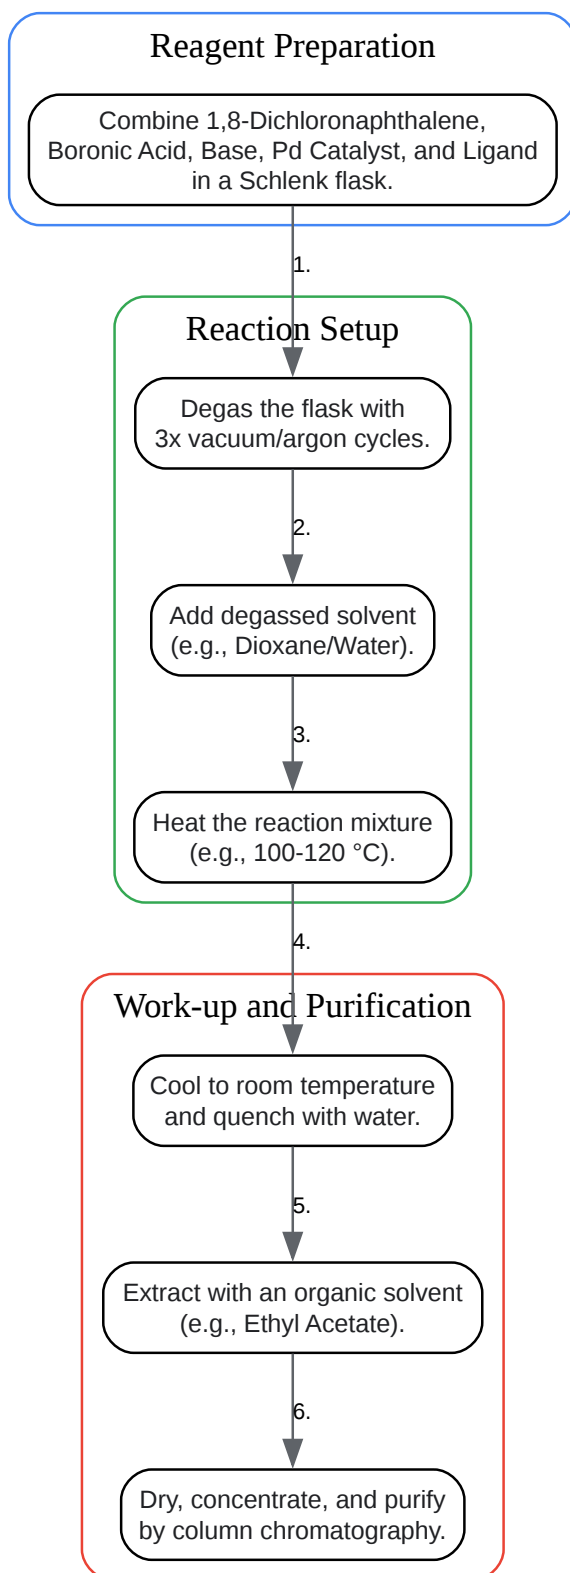 Reagent Preparation
Combine 1,8-Dichloronaphthalene,
Boronic Acid, Base, Pd Catalyst, and Ligand
in a Schlenk flask.
1.
Reaction Setup
Degas the flask with
3x vacuum/argon cycles.
2.
Add degassed solvent
(e.g., Dioxane/Water).
3.
Heat the reaction mixture
(e.g., 100-120 °C).
4.
Work-up and Purification
Cool to room temperature
and quench with water.
5.
Extract with an organic solvent
(e.g., Ethyl Acetate).
6.
Dry, concentrate, and purify
by column chromatography.